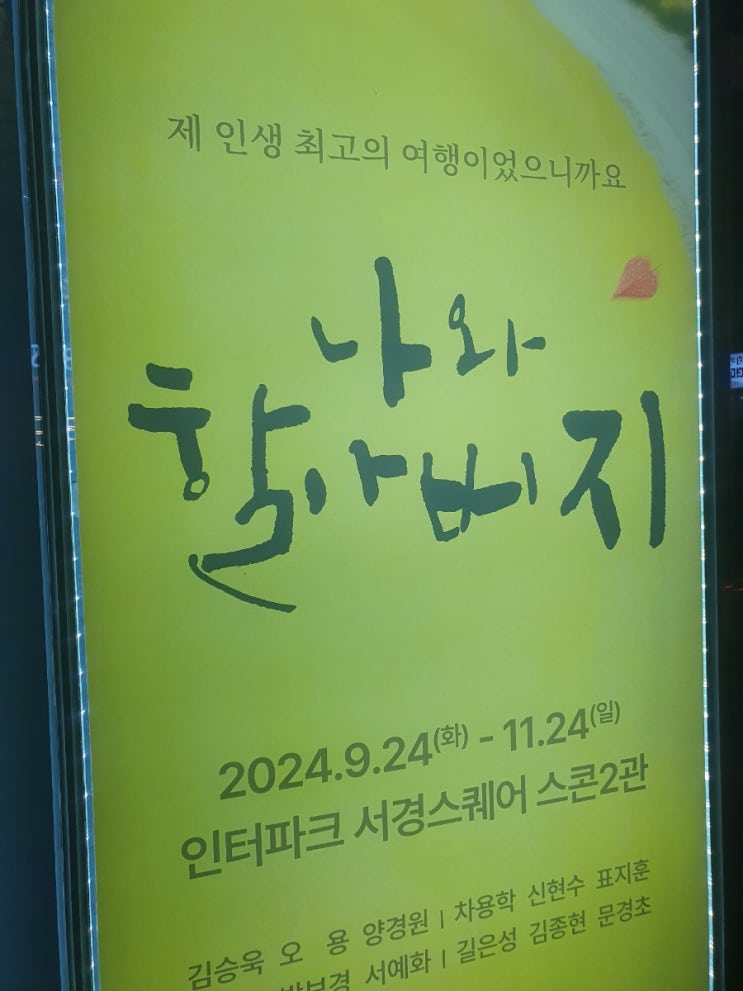 제 인생 최고의 여행이었으니까요
나와
할아버지
2024.9.24(화) - 11.24(일)
인터파크 서경스퀘어 스콘2관
김승욱 오 용 양경원 | 차용학 신현수 표지훈
박보경 서예화 | 길은성 김종현 문경초